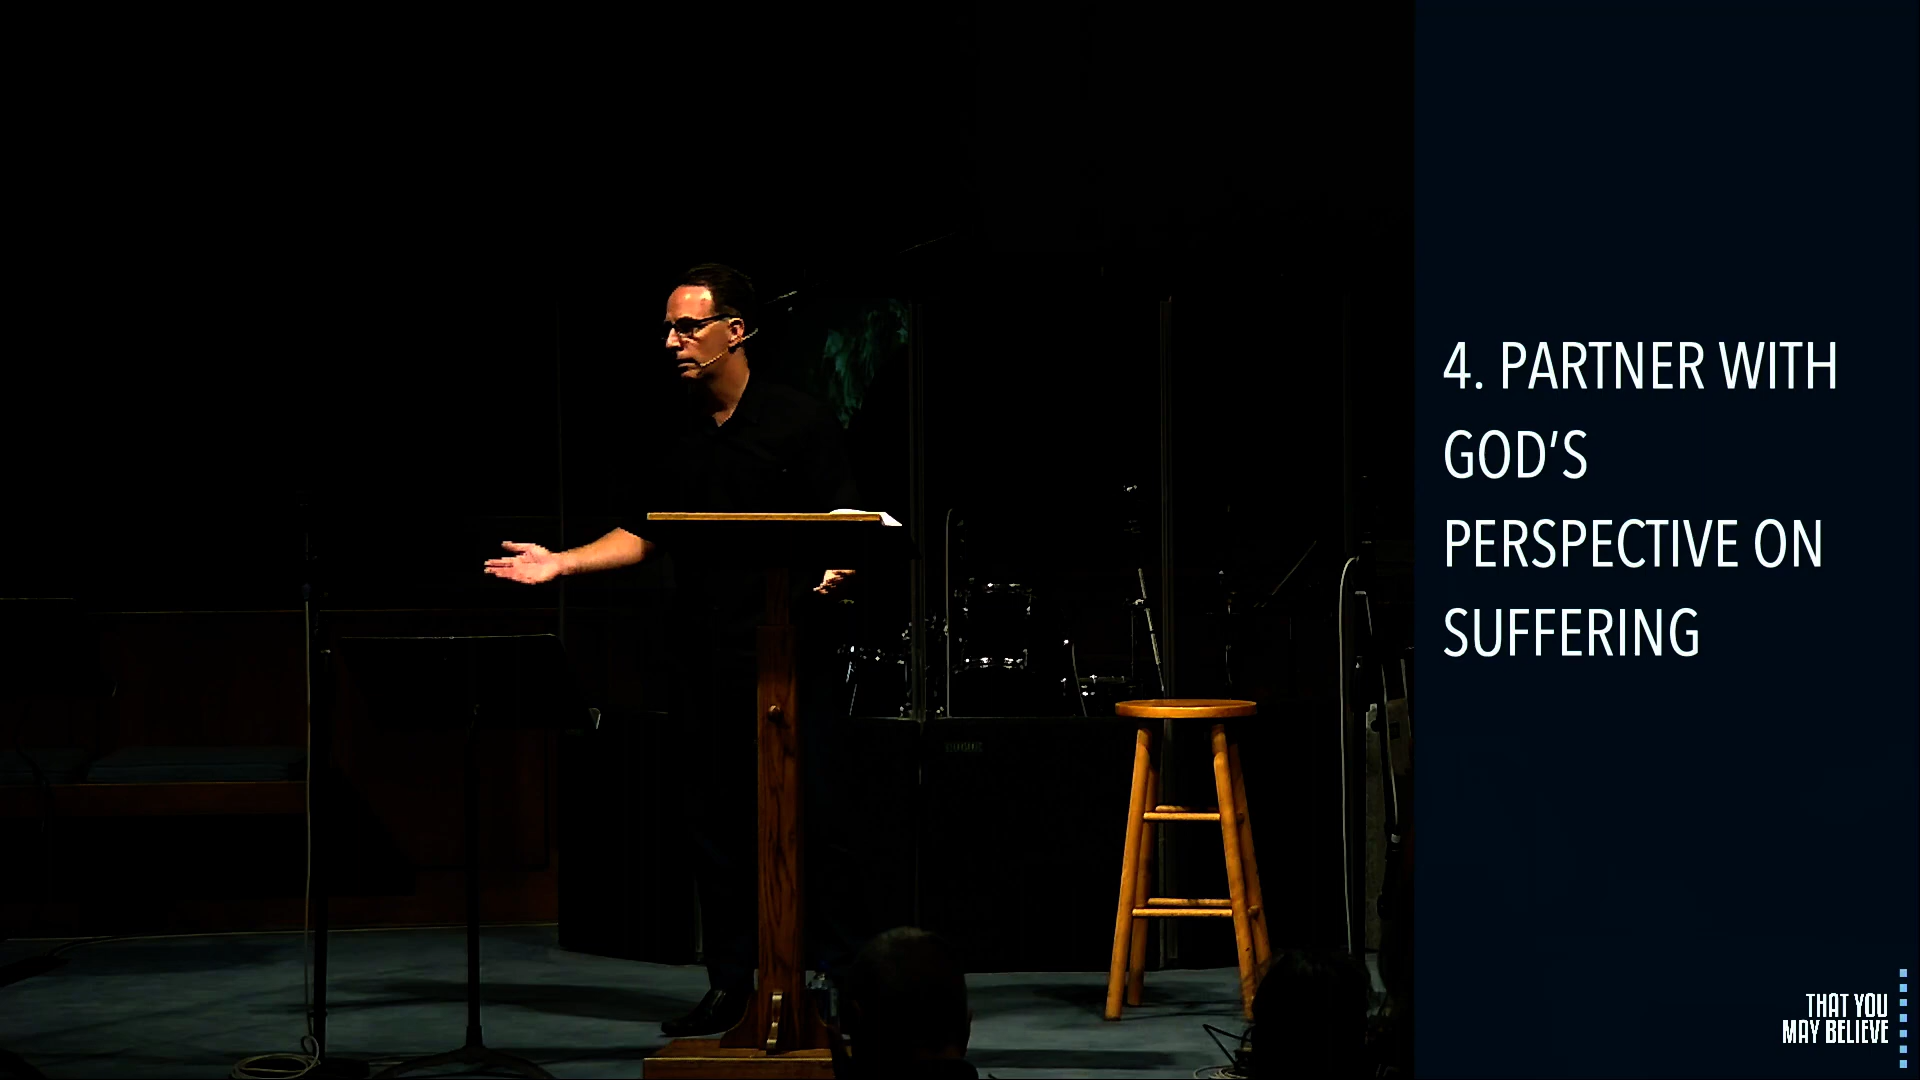 4. PARTNER WITH
GOD'S
PERSPECTIVE ON
SUFFERING
THAT YOU
MAY BELIEVE